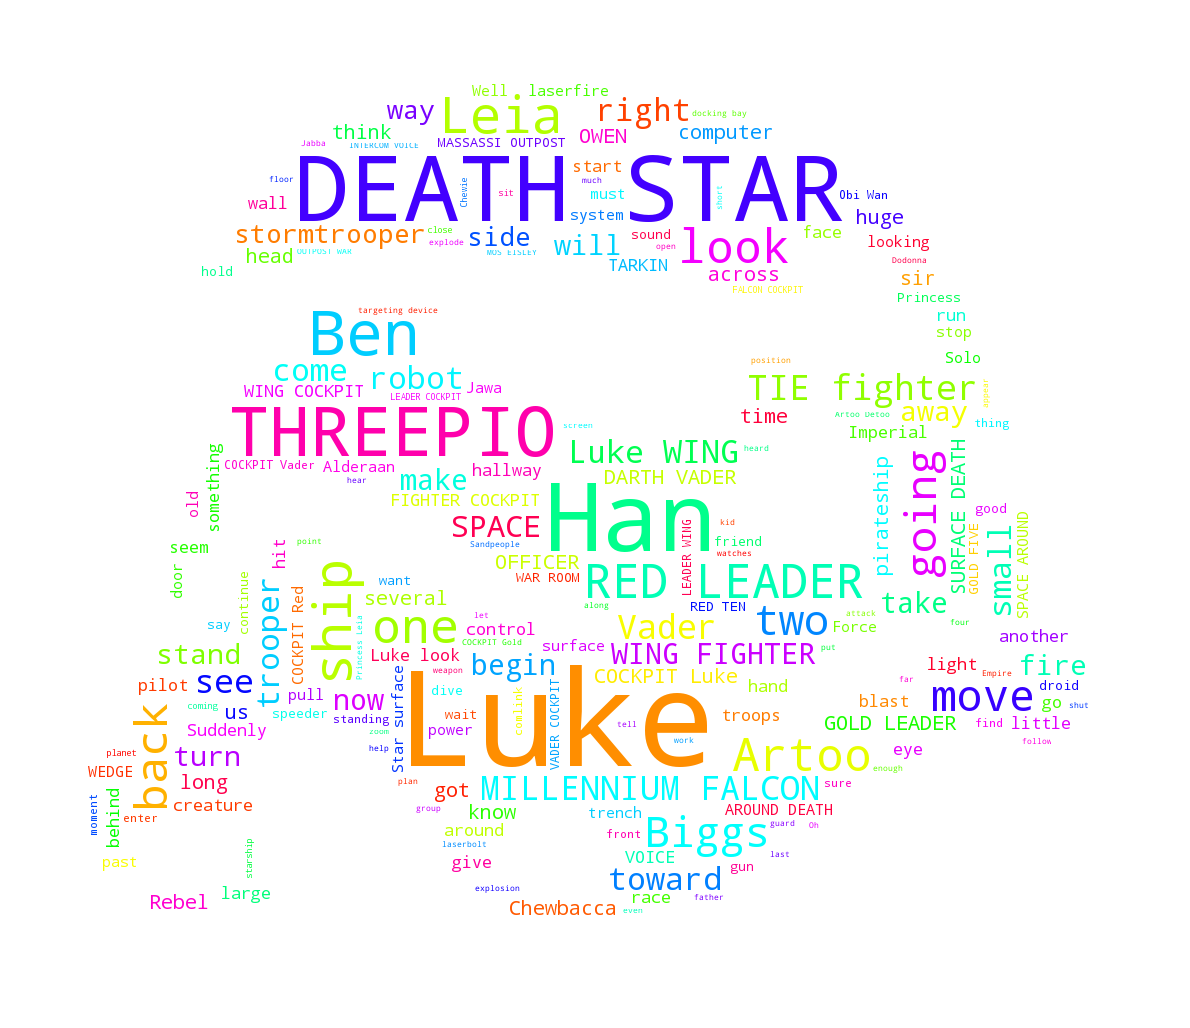 Well laserfire
way Leia right docking bay
think MASSASSI OUTPOST OWEN computer
Jabba INTERCOM VOICE
DEATH STAR
floor Chewie sit start much must short Obi Wan
wall system huge
stormtrooper close side will sound look face looking
explode open
head OUTPOST WAR MOS EISLEY TARKIN across Dodonna
hold FALCON COCKPIT sir
Princess
Ben targeting device run
stop
come robot position Solo
WING COCKPIT LEADER COCKPIT Jawa TIE fighter appear
THREEPIO screen time Artoo Detoo away thing
Imperial
Luke WING heard
COCKPIT Vader Alderaan hallway
something hear make DARTH VADER pirateship going SURFACE DEATH
old FIGHTER COCKPIT Han good
SPACE kid GOLD FIVE small SPACE AROUND
seem hit point Sandpeople LEADER WING friend
watches
door OFFICER
WAR ROOM RED LEADER
continue trooper COCKPIT Red ship want
several along RED TEN take
say Princess Leia one let Vader two attack Force four
control
stand COCKPIT Gold surface WING FIGHTER put another
Luke look begin light fire
pilot see weapon COCKPIT Luke hand far Empire droid
coming us pull now Star surface dive comlink VADER COCKPIT Luke blast move go shut
speeder standing wait troops GOLD LEADER find little
back Suddenly zoom power tell follow
planet turn help work Artoo eye
WEDGE long plan got MILLENNIUM FALCON enough sure
moment behind creature group know trench AROUND DEATH
enter around front Biggs guard Oh
laserbolt
past starship give VOICE gun last
large explosion toward
Rebel Chewbacca race father
even